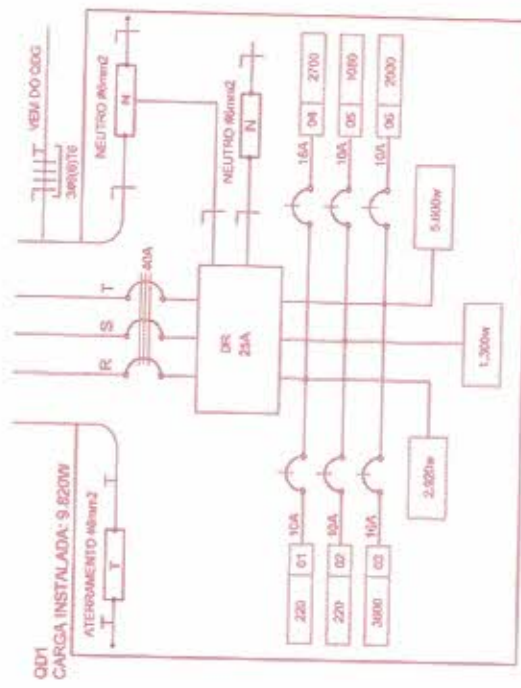 QD1
CARGA INSTALADA: 9.820W
ATERRAMENTO #6mm2
T
T
T
R
S
T
40A
VEM DO QDG
3#6(6)T6
NEUTRO #6mm2
N
NEUTRO #6mm2
N
DR
25A
220
01
10A
220
02
10A
3800
03
16A
16A
04
2700
10A
05
1080
10A
06
2000
2.920w
1.300w
5.600w